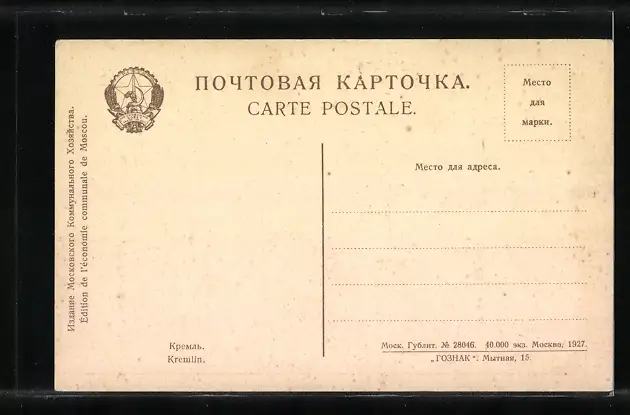 ПОЧТОВАЯ КАРТОЧКА.
CARTE POSTALE.
Место
для
марки.
Место для адреса.
Издание Московского Коммунального Хозяйства.
Édition de l'économie communale de Moscou.
Кремль.
Kremlin.
Моск. Гублит. № 28046. 40.000 экз. Москва, 1927.
„ГОЗНАК“. Мытная, 15.